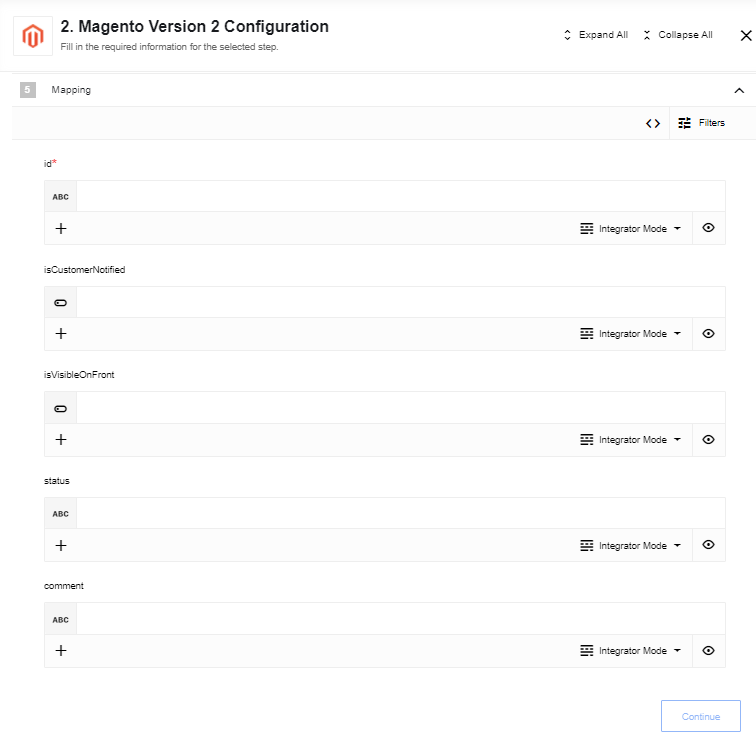 2. Magento Version 2 Configuration
Fill in the required information for the selected step.
Expand All
Collapse All
5 Mapping
Filters
id*
ABC
Integrator Mode
isCustomerNotified
Integrator Mode
isVisibleOnFront
Integrator Mode
status
ABC
Integrator Mode
comment
ABC
Integrator Mode
Continue